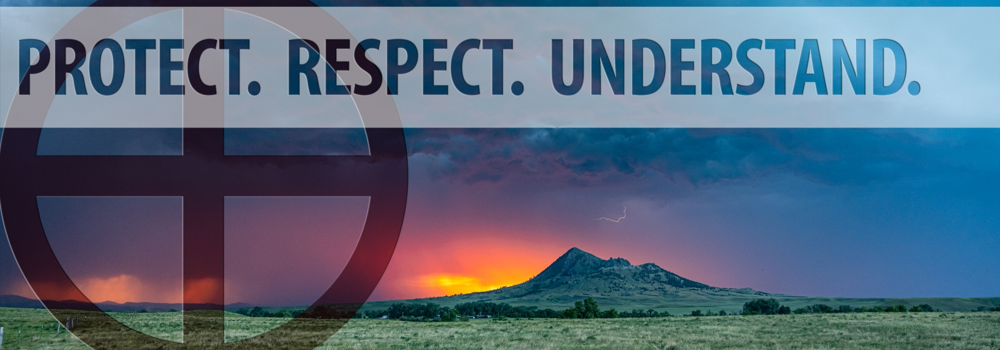 PROTECT. RESPECT. UNDERSTAND.